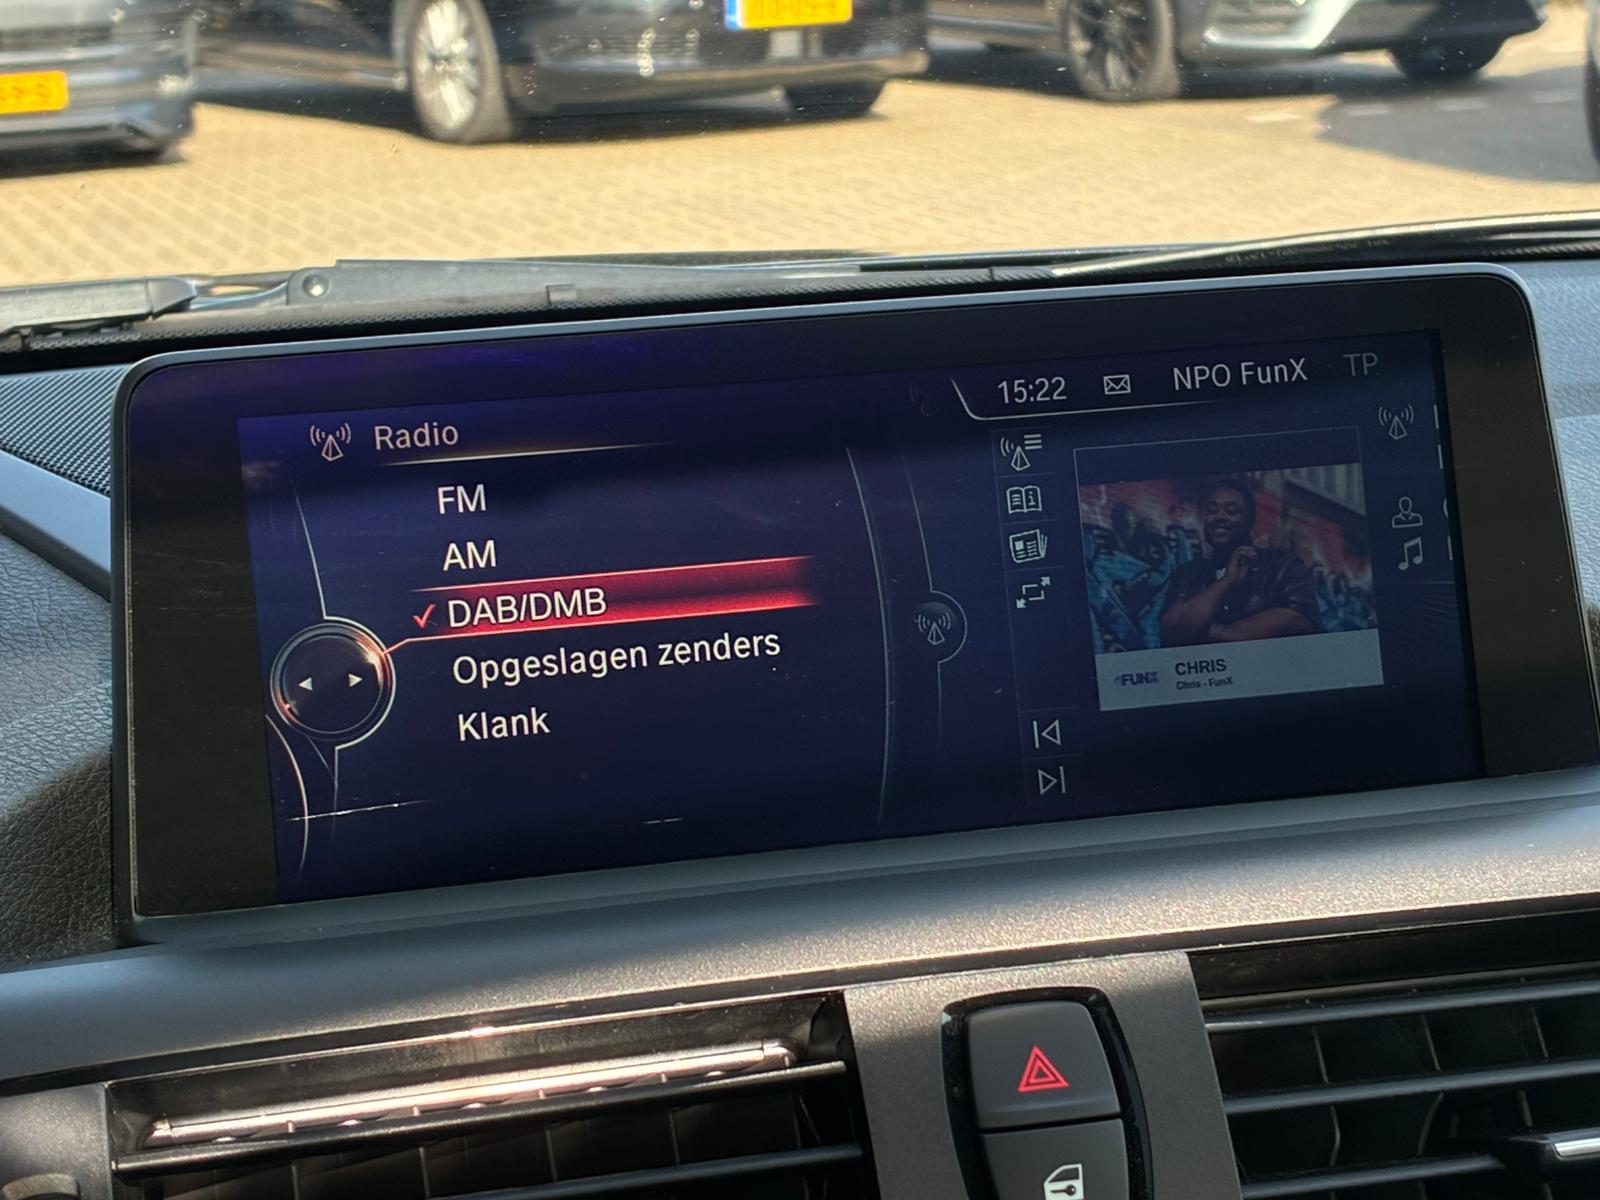 15:22 NPO FunX TP
Radio
FM
AM
DAB/DMB
Opgeslagen zenders
Klank
FUNX CHRIS
Chris - FunX